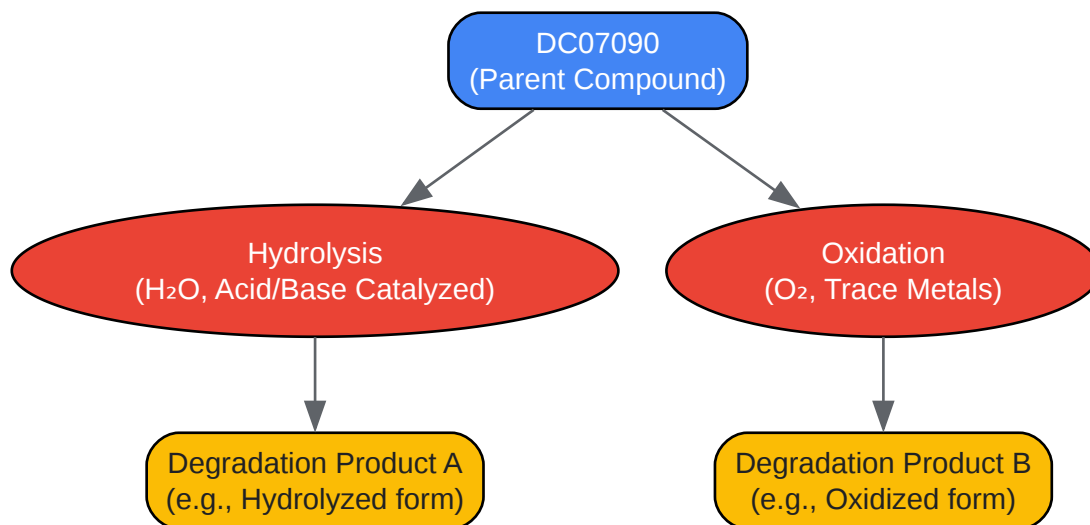 DC07090
(Parent Compound)
Hydrolysis
(H₂O, Acid/Base Catalyzed)
Oxidation
(O₂, Trace Metals)
Degradation Product A
(e.g., Hydrolyzed form)
Degradation Product B
(e.g., Oxidized form)